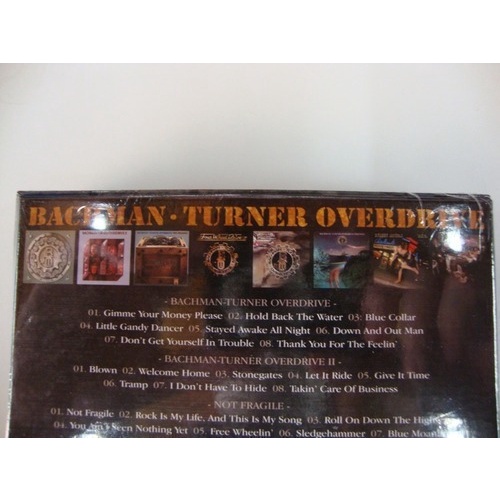 BACHMAN · TURNER OVERDRIVE
- BACHMAN-TURNER OVERDRIVE -
01. Gimme Your Money Please 02. Hold Back The Water 03: Blue Collar
04. Little Gandy Dancer 05. Stayed Awake All Night 06. Down And Out Man
07. Don't Get Yourself In Trouble 08. Thank You For The Feelin'
- BACHMAN-TURNER OVERDRIVE II -
01. Blown 02. Welcome Home 03. Stonegates 04. Let It Ride 05. Give It Time
06. Tramp 07. I Don't Have To Hide 08. Takin' Care Of Business
- NOT FRAGILE -
01. Not Fragile 02. Rock Is My Life, And This Is My Song 03. Roll On Down The
04. You Ain't Seen Nothing Yet 05. Free Wheelin' 06. Sledgehammer 07. Blue